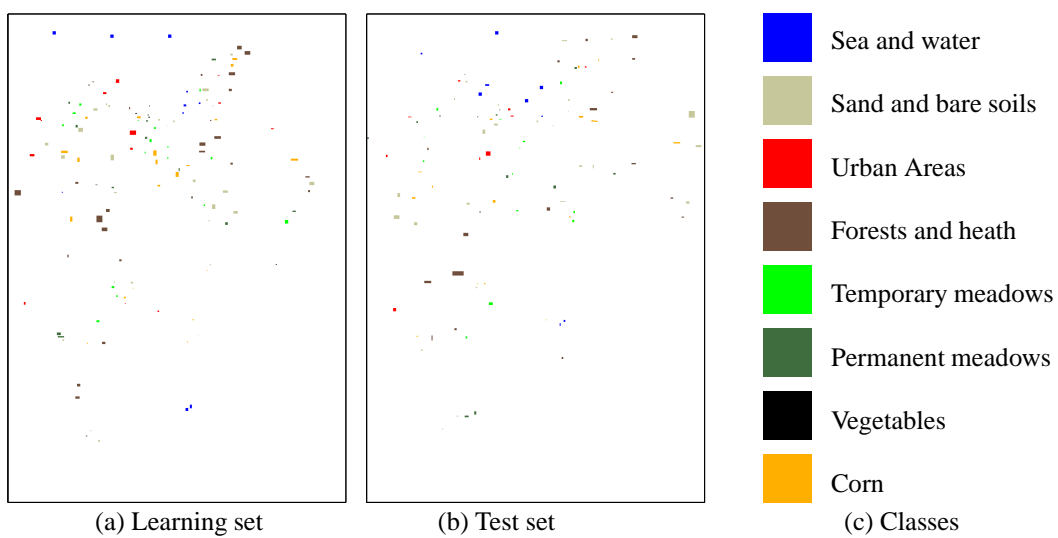 Sea and water
Sand and bare soils
Urban Areas
Forests and heath
Temporary meadows
Permanent meadows
Vegetables
Corn
(a) Learning set
(b) Test set
(c) Classes